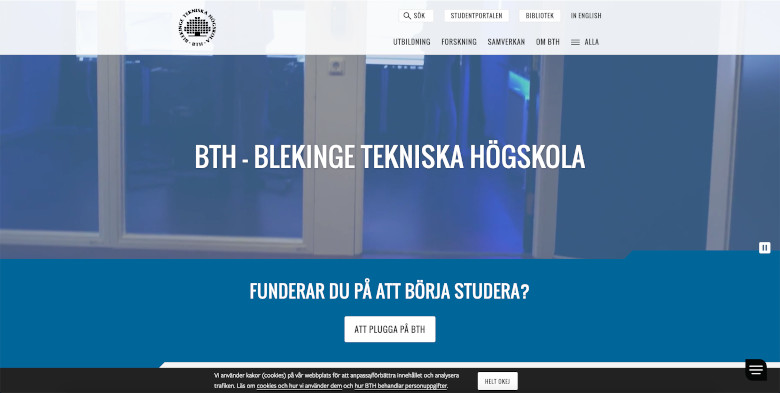 BLEKINGE TEKNISKA HÖGSKOLA
· BTH ·
SÖK
STUDENTPORTALEN
BIBLIOTEK
IN ENGLISH
UTBILDNING
FORSKNING
SAMVERKAN
OM BTH
ALLA
BTH - BLEKINGE TEKNISKA HÖGSKOLA
FUNDERAR DU PÅ ATT BÖRJA STUDERA?
ATT PLUGGA PÅ BTH
Vi använder kakor (cookies) på vår webbplats för att anpassa/förbättra innehållet och analysera
trafiken. Läs om cookies och hur vi använder dem och hur BTH behandlar personuppgifter.
HELT OKEJ